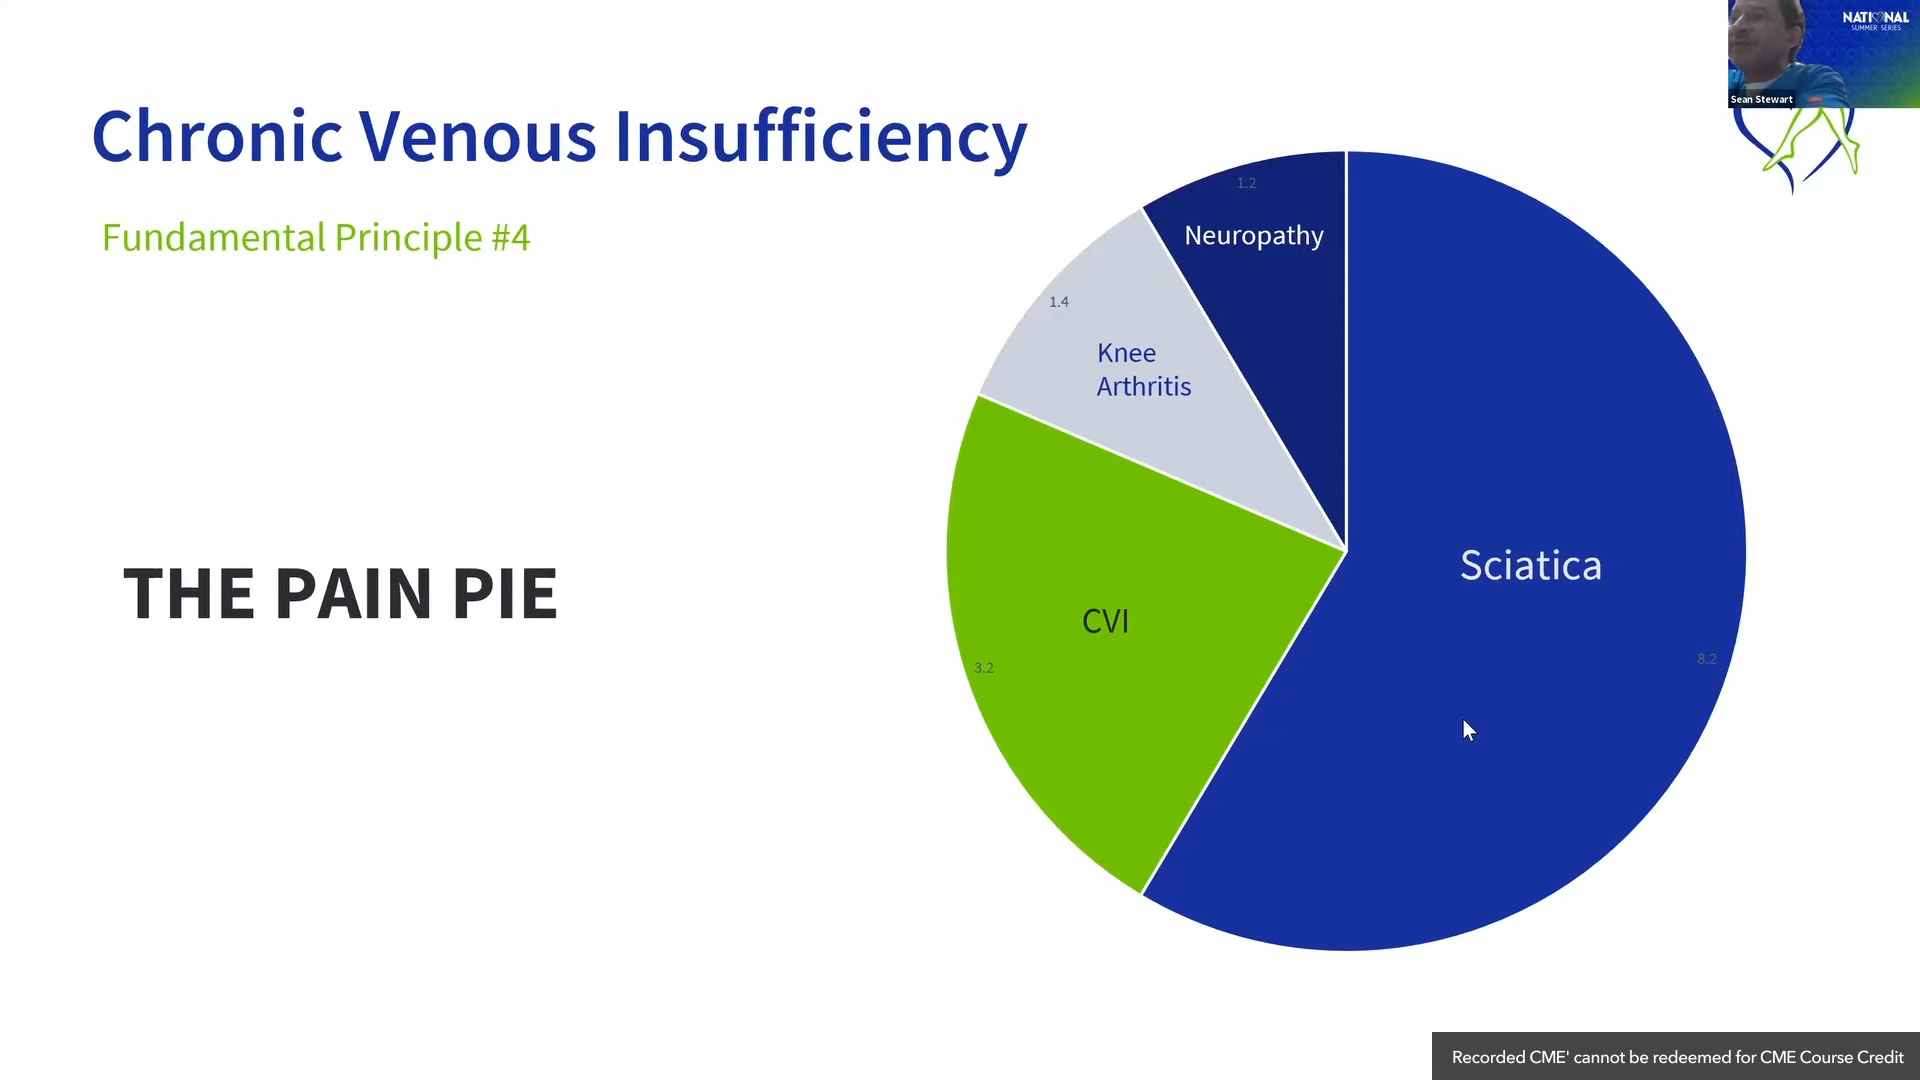 NATIONAL
SUMMER SERIES
Sean Stewart
Chronic Venous Insufficiency
Fundamental Principle #4
THE PAIN PIE
1.2
Neuropathy
1.4
Knee
Arthritis
Sciatica
CVI
8.2
3.2
Recorded CME' cannot be redeemed for CME Course Credit